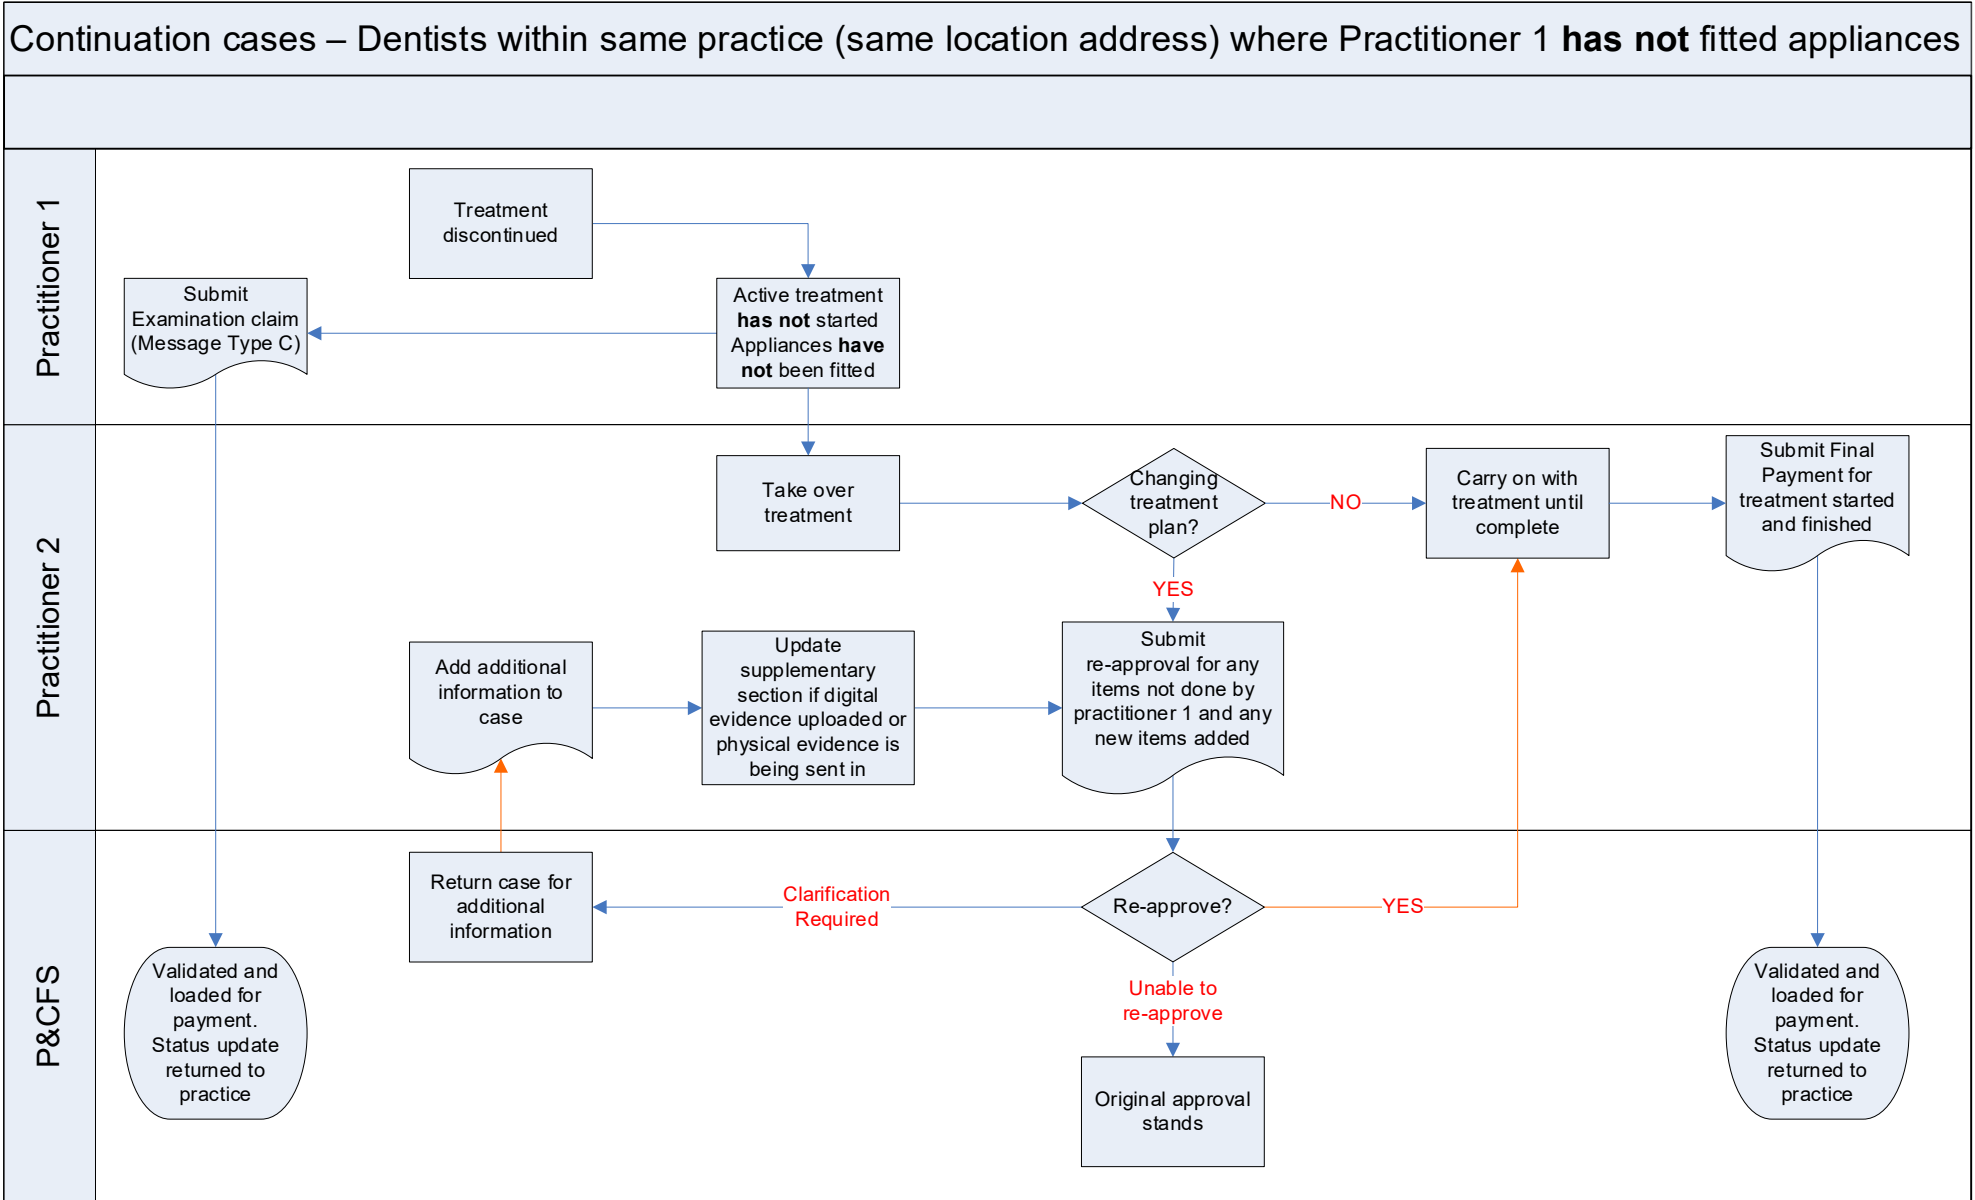 Continuation cases – Dentists within same practice (same location address) where Practitioner 1 has not fitted appliances
Practitioner 1
Treatment
discontinued
Submit
Examination claim
(Message Type C)
Active treatment
has not started
Appliances have
not been fitted
Practitioner 2
Take over
treatment
Changing
treatment
plan?
NO
Carry on with
treatment until
complete
Submit Final
Payment for
treatment started
and finished
YES
Add additional
information to
case
Update
supplementary
section if digital
evidence uploaded or
physical evidence is
being sent in
Submit
re-approval for any
items not done by
practitioner 1 and any
new items added
P&CFS
Return case for
additional
information
Clarification
Required
Re-approve?
YES
Validated and
loaded for
payment.
Status update
returned to
practice
Unable to
re-approve
Original approval
stands
Validated and
loaded for
payment.
Status update
returned to
practice